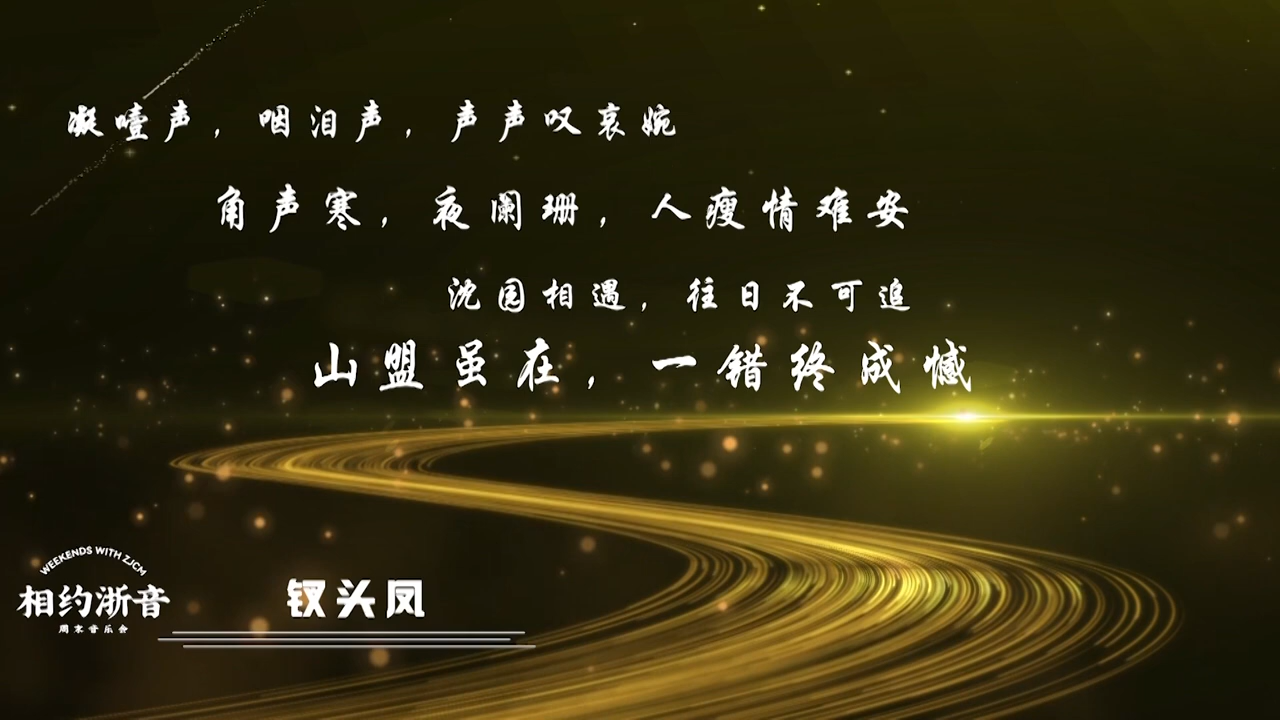 凝噎声，咽泪声，声声叹哀婉
角声寒，夜阑珊，人瘦情难安
沈园相遇，往日不可追
山盟虽在，一错终成憾
WEEKENDS WITH ZJCM
相约浙音
周末音乐会
钗头凤